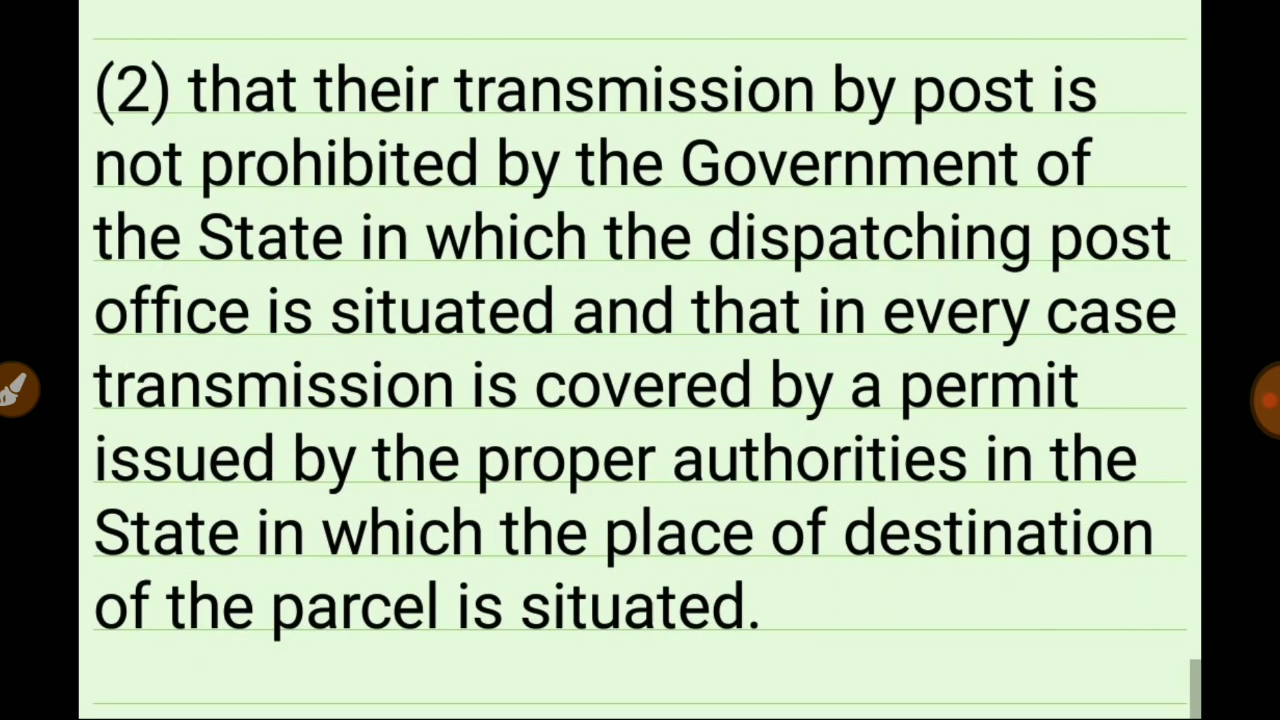 (2) that their transmission by post is
not prohibited by the Government of
the State in which the dispatching post
office is situated and that in every case
transmission is covered by a permit
issued by the proper authorities in the
State in which the place of destination
of the parcel is situated.